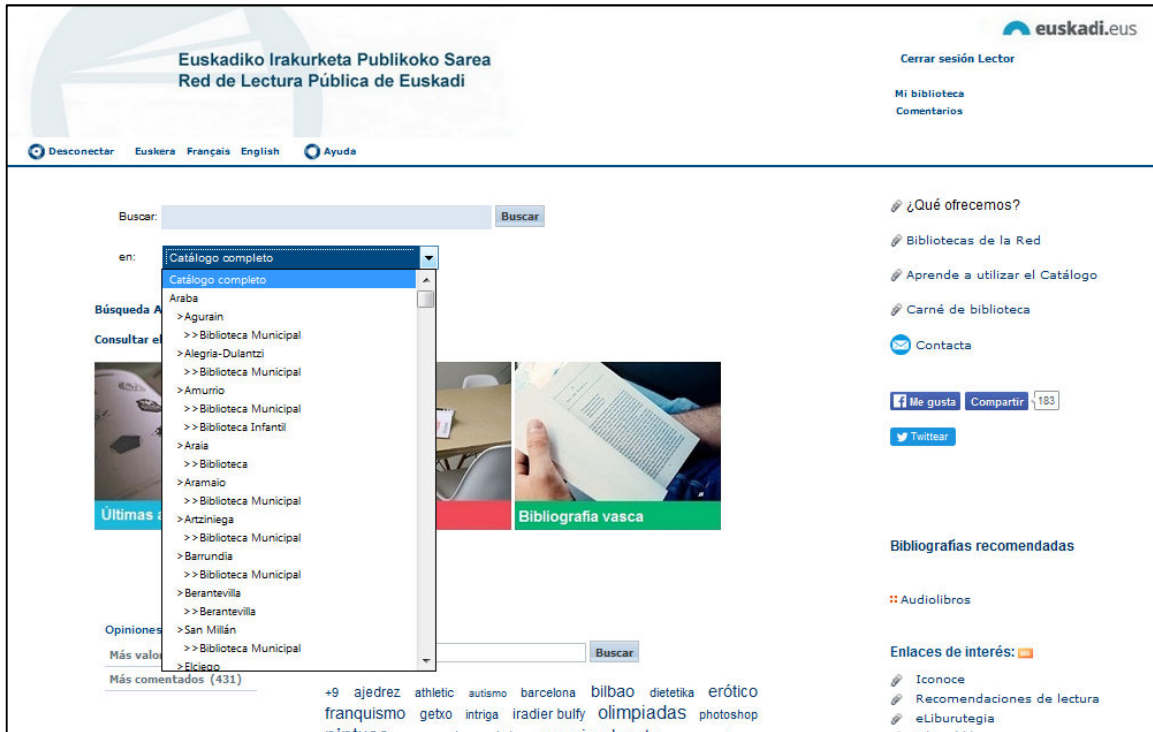 euskadi.eus
Euskadiko Irakurketa Publikoko Sarea
Red de Lectura Pública de Euskadi
Cerrar sesión Lector
Mi biblioteca
Comentarios
Desconectar Euskera Français English Ayuda
Buscar: Buscar
en: Catálogo completo
Catálogo completo
Araba
>Agurain
>>Biblioteca Municipal
>Alegria-Dulantzi
>>Biblioteca Municipal
>Amurrio
>>Biblioteca Municipal
>>Biblioteca Infantil
>Araia
>>Biblioteca
>Aramaio
>>Biblioteca Municipal
>Artziniega
>>Biblioteca Municipal
>Barrundia
>>Biblioteca Municipal
>Berantevilla
>>Berantevilla
>San Millán
>>Biblioteca Municipal
>Elciego
Búsqueda A
Consultar el
Últimas
Bibliografia vasca
Opiniones
Más valo
Más comentados (431)
Buscar
+9 ajedrez athletic autismo barcelona bilbao dietetika erótico
franquismo getxo intriga iradier bulfy olimpiadas photoshop
¿Qué ofrecemos?
Bibliotecas de la Red
Aprende a utilizar el Catálogo
Carné de biblioteca
Contacta
Me gusta Compartir 183
Twittear
Bibliografías recomendadas
Audiolibros
Enlaces de interés:
Iconoce
Recomendaciones de lectura
eLiburutegia